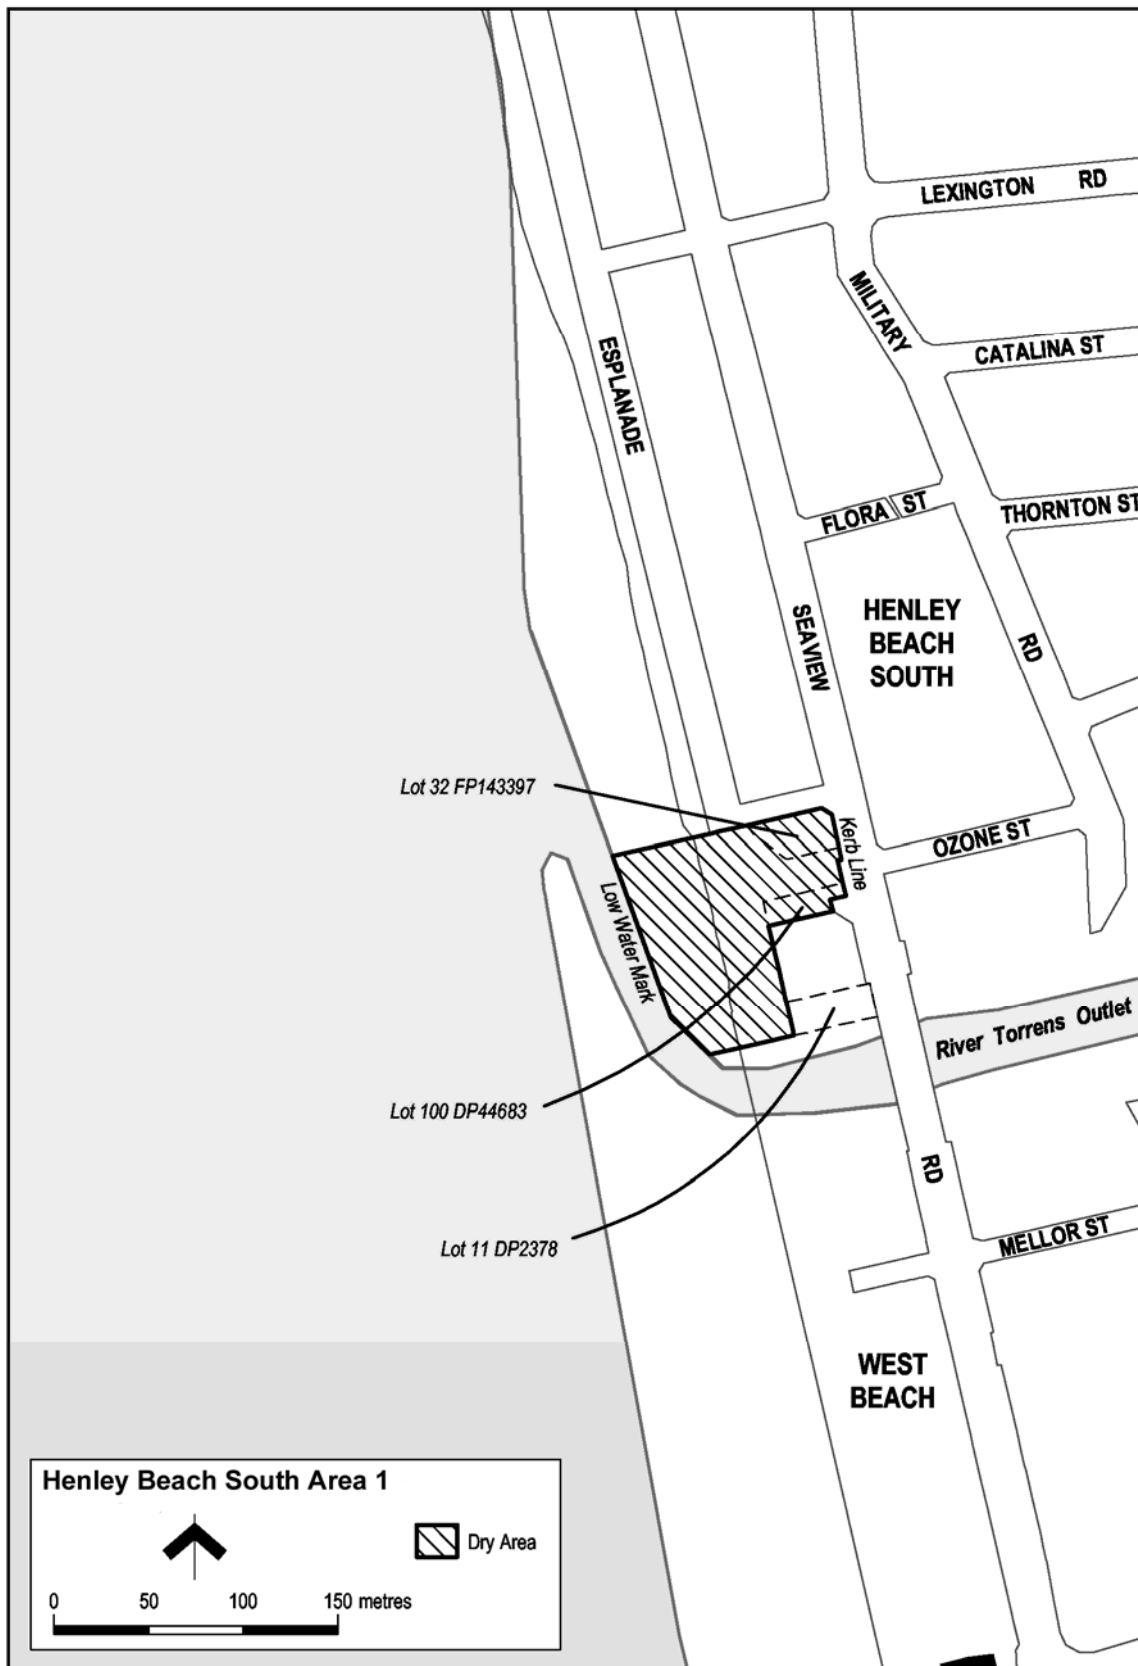 LEXINGTON RD
MILITARY
CATALINA ST
ESPLANADE
FLORA ST
THORNTON ST
HENLEY
BEACH
SOUTH
SEAVIEW
RD
Lot 32 FP143397
Kerb Line
OZONE ST
Low Water Mark
River Torrens Outlet
Lot 100 DP44683
RD
Lot 11 DP2378
MELLOR ST
WEST
BEACH
Henley Beach South Area 1
Dry Area
0 50 100 150 metres